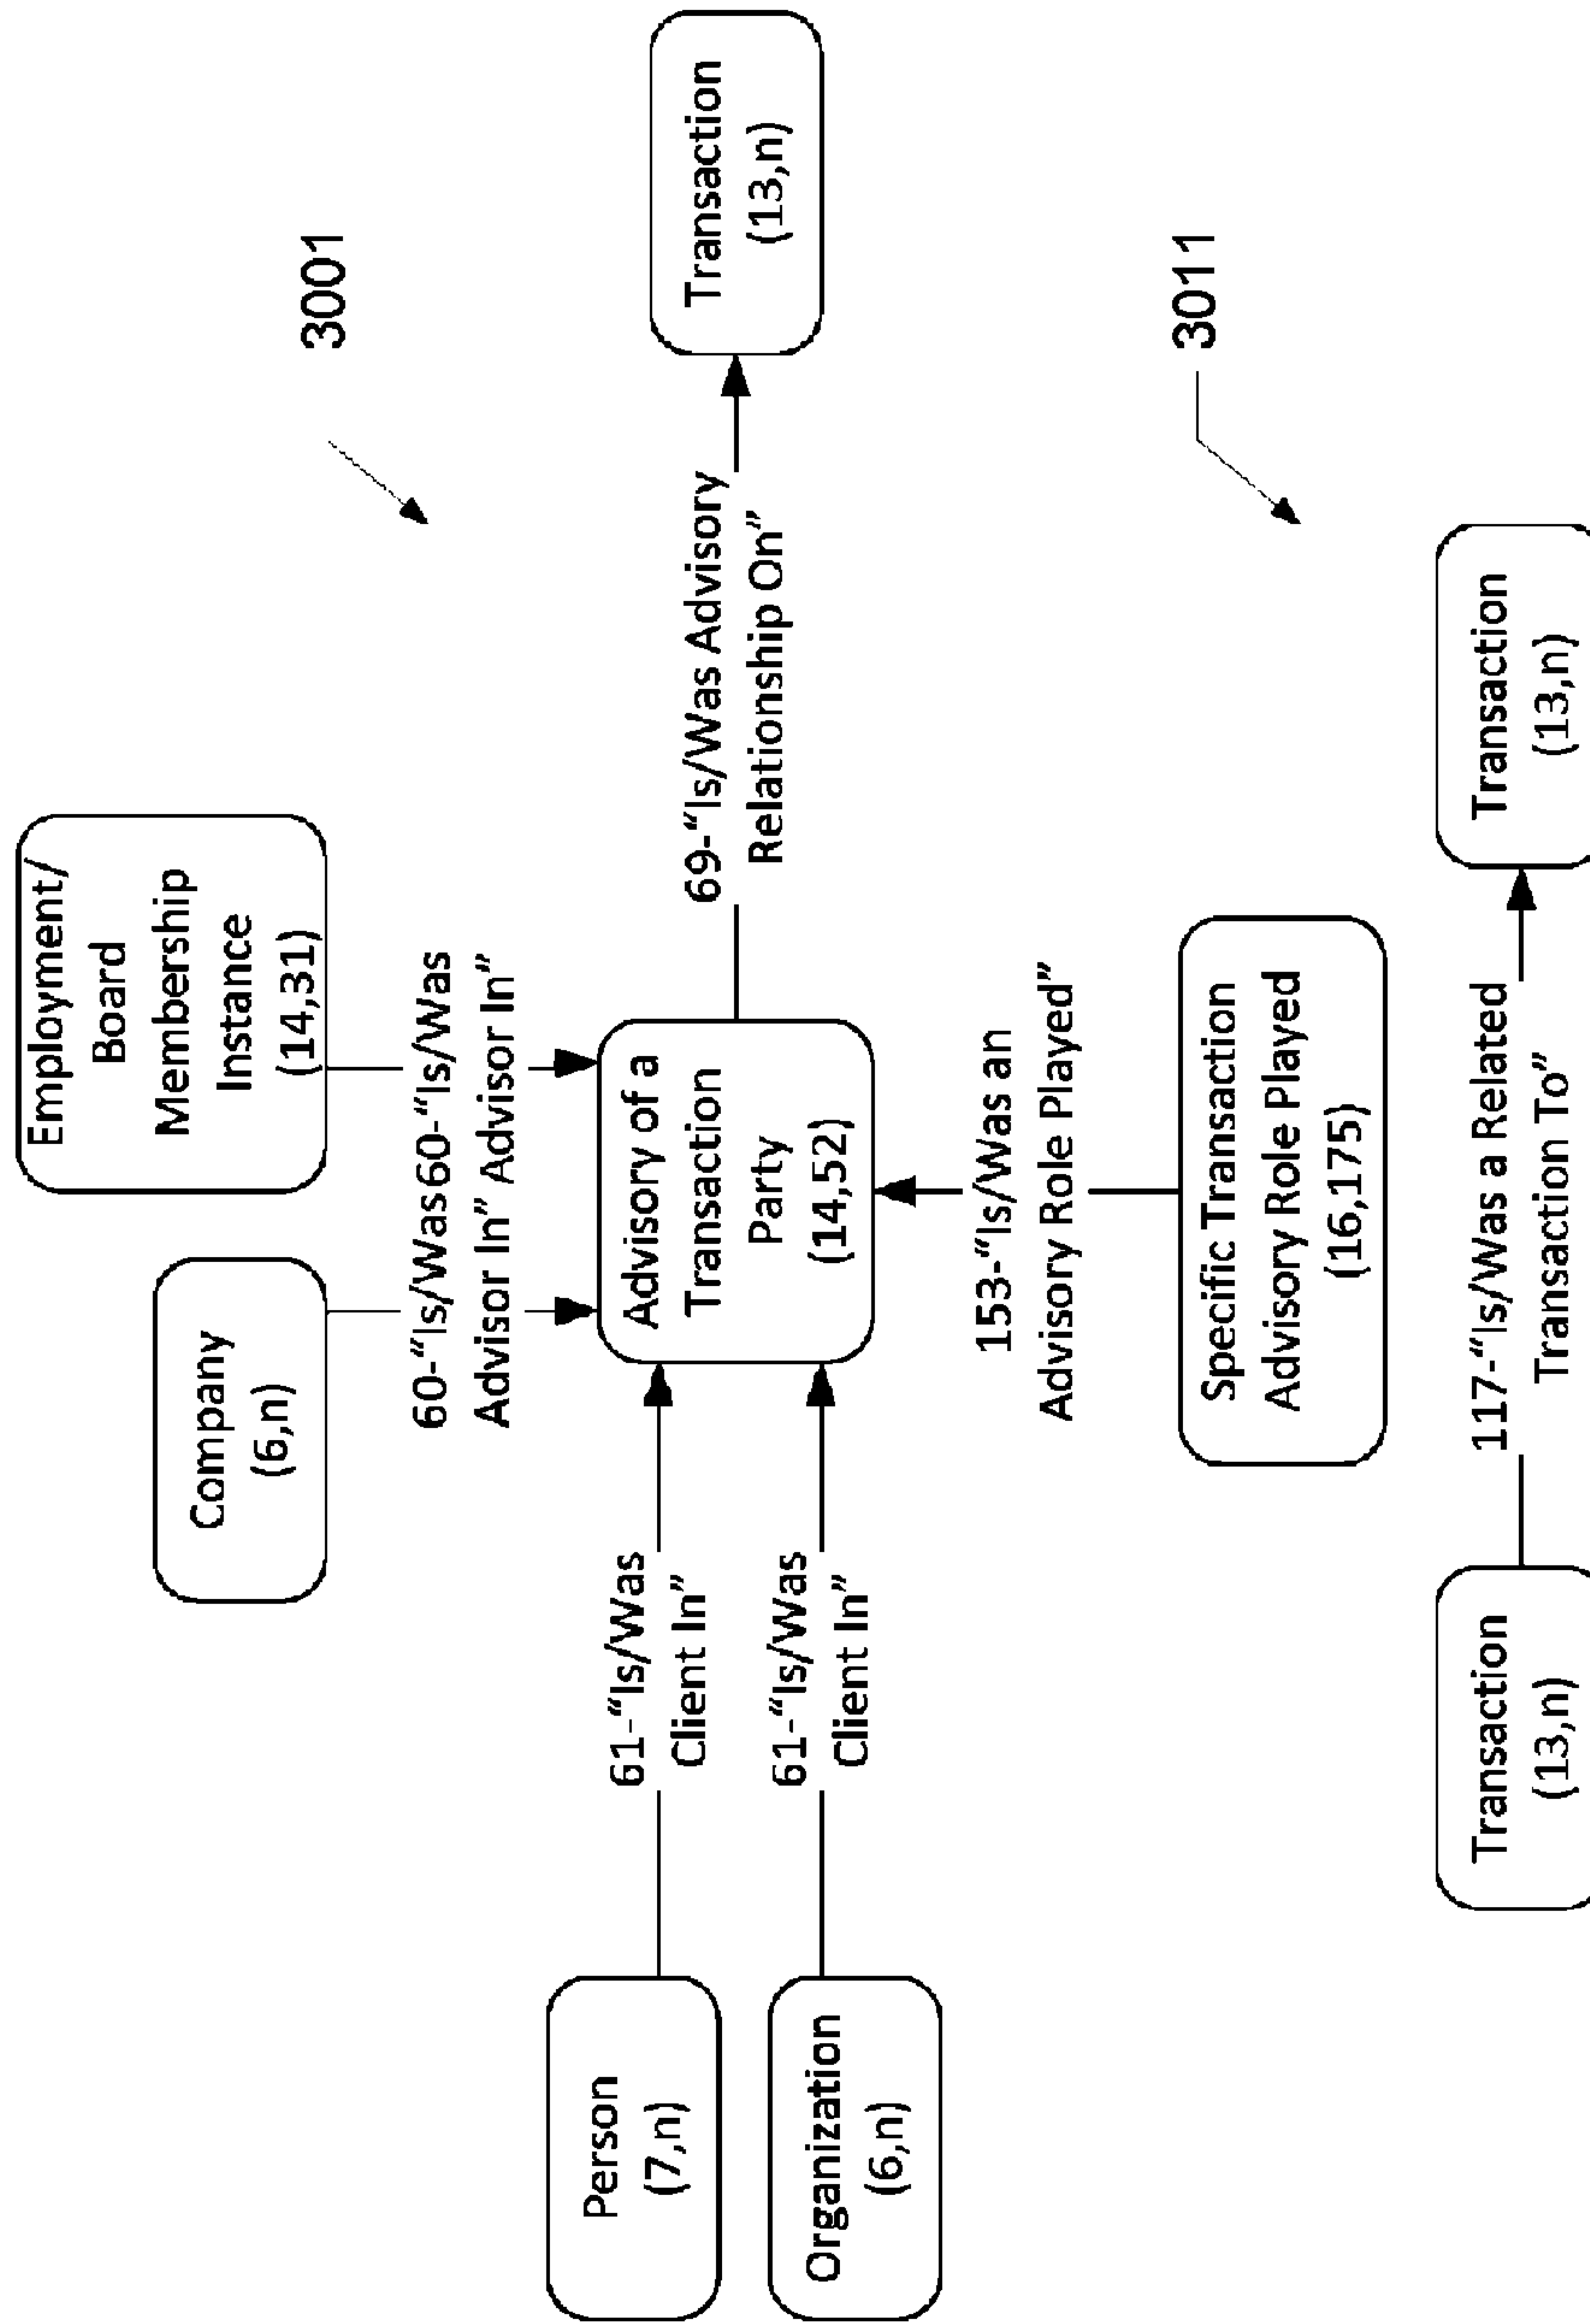 Employment/
Board
Membership
Instance
(14,31)
Company
(6,n)
3001
60-“Is/Was
Advisor In”
60-“Is/Was
Advisor In”
Person
(7,n)
61-“Is/Was
Client In”
Organization
(6,n)
61-“Is/Was
Client In”
Advisory of a
Transaction
Party
(14,52)
69-“Is/Was Advisory
Relationship On”
Transaction
(13,n)
153-“Is/Was an
Advisory Role Played”
Specific Transaction
Advisory Role Played
(16,175)
3011
Transaction
(13,n)
117-“Is/Was a Related
Transaction To”
Transaction
(13,n)